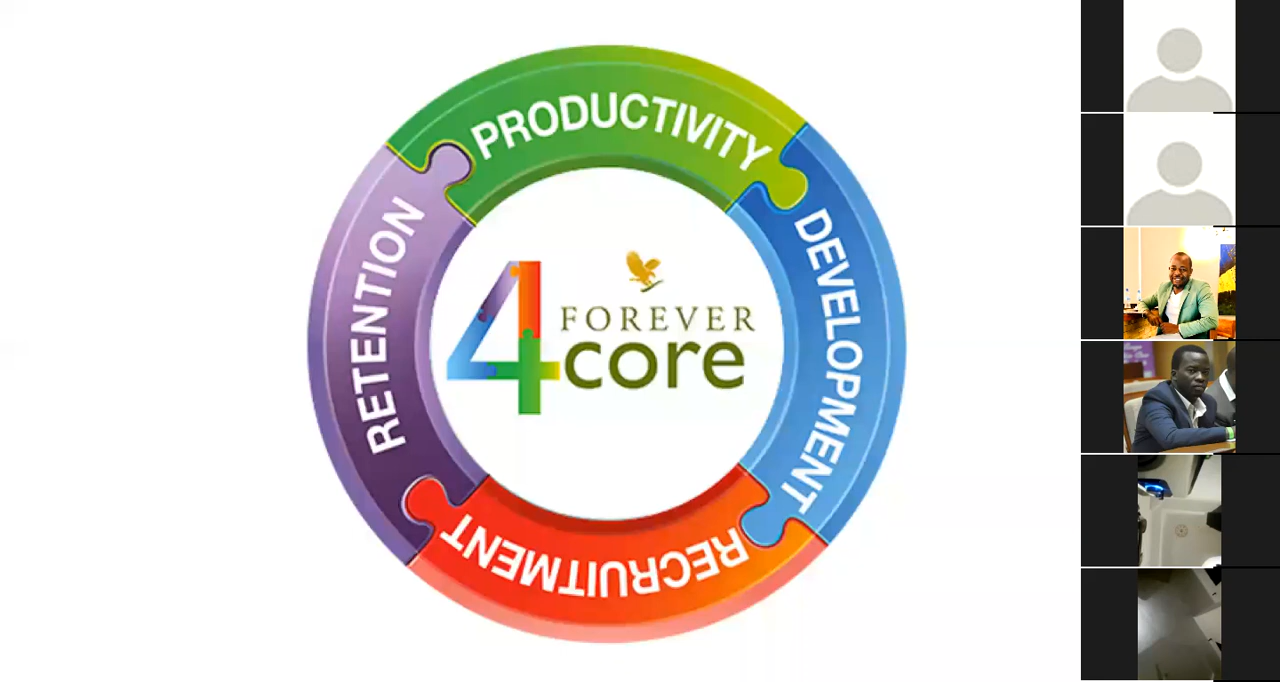 PRODUCTIVITY
DEVELOPMENT
RECRUITMENT
RETENTION
4
FOREVER
core